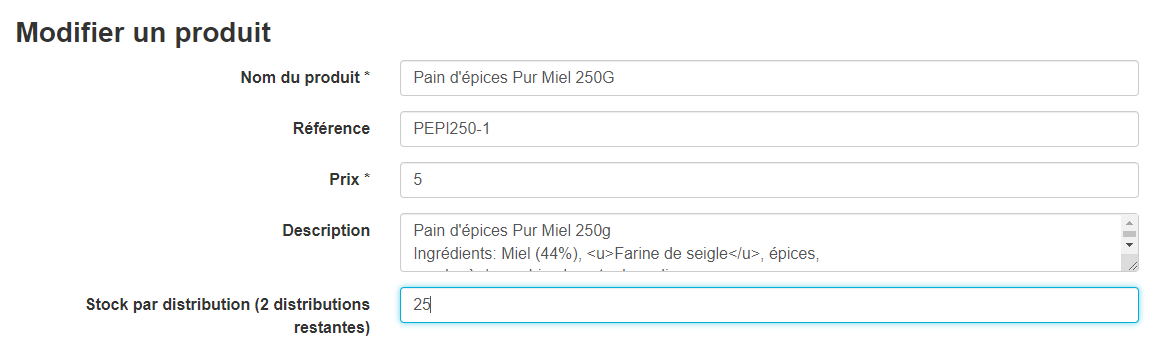 Modifier un produit
Nom du produit * Pain d'épices Pur Miel 250G
Référence PEPI250-1
Prix * 5
Description Pain d'épices Pur Miel 250g
Ingrédients: Miel (44%), <u>Farine de seigle</u>, épices,
Stock par distribution (2 distributions 25
restantes)